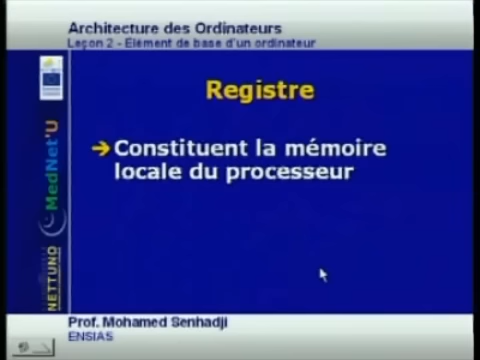 Architecture des Ordinateurs
Leçon 2 - Elément de base d'un ordinateur
Registre
Constituent la mémoire
locale du processeur
MedNet'U
NETTUNO
Prof. Mohamed Senhadji
ENSIAS